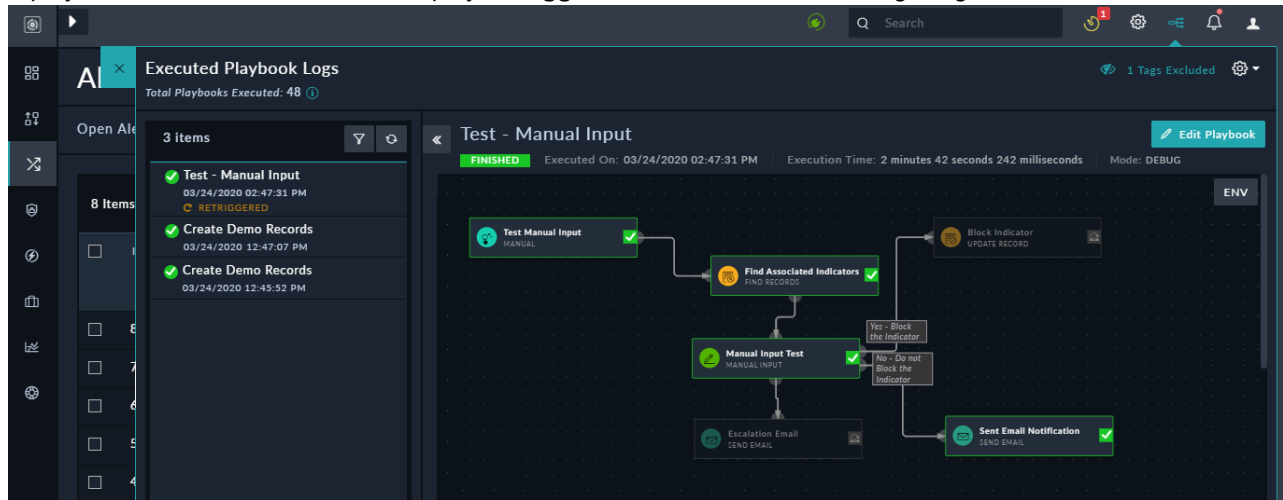 Search
1
Al
Executed Playbook Logs
Total Playbooks Executed: 48
1 Tags Excluded
Open Ale
3 items
Test - Manual Input
Edit Playbook
FINISHED
Executed On: 03/24/2020 02:47:31 PM
Execution Time: 2 minutes 42 seconds 242 milliseconds
Mode: DEBUG
8 Items
Test - Manual Input
03/24/2020 02:47:31 PM
RETRIGGERED
Create Demo Records
03/24/2020 12:47:07 PM
Create Demo Records
03/24/2020 12:45:52 PM
8
7
6
5
4
ENV
Test Manual Input
MANUAL
Block Indicator
UPDATE RECORD
Find Associated Indicators
FIND RECORDS
Yes - Block
the Indicator
Manual Input Test
MANUAL INPUT
No - Do not
Block the
Indicator
Escalation Email
SEND EMAIL
Sent Email Notification
SEND EMAIL